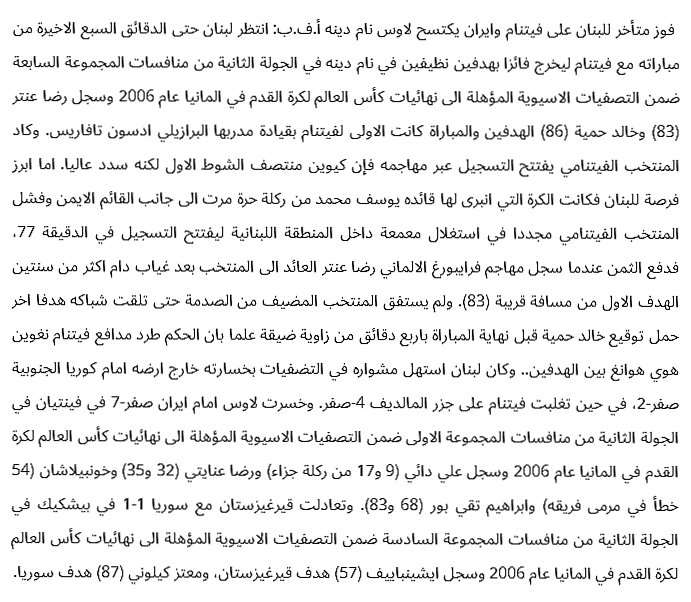 فوز متأخر للبنان على فيتنام وايران يكتسح لاوس نام دينه أ.ف.ب: انتظر لبنان حتى الدقائق السبع الاخيرة من
مباراته مع فيتنام ليخرج فائزا بهدفين نظيفين في نام دينه في الجولة الثانية من منافسات المجموعة السابعة
ضمن التصفيات الاسيوية المؤهلة الى نهائيات كأس العالم لكرة القدم في المانيا عام 2006 وسجل رضا عنتر
(83) وخالد حمية (86) الهدفين والمباراة كانت الاولى لفيتنام بقيادة مدربها البرازيلي ادسون تافاريس. وكاد
المنتخب الفيتنامي يفتتح التسجيل عبر مهاجمه فإن كيوين منتصف الشوط الاول لكنه سدد عاليا. اما ابرز
فرصة للبنان فكانت الكرة التي انبرى لها قائده يوسف محمد من ركلة حرة مرت الى جانب القائم الايمن وفشل
المنتخب الفيتنامي مجددا في استغلال معمعة داخل المنطقة اللبنانية ليفتتح التسجيل في الدقيقة 77،
فدفع الثمن عندما سجل مهاجم فرايبورغ الالماني رضا عنتر العائد الى المنتخب بعد غياب دام اكثر من سنتين
الهدف الاول من مسافة قريبة (83). ولم يستفق المنتخب المضيف من الصدمة حتى تلقت شباكه هدفا اخر
حمل توقيع خالد حمية قبل نهاية المباراة باربع دقائق من زاوية ضيقة علما بان الحكم طرد مدافع فيتنام نغوين
هوي هوانغ بين الهدفين.. وكان لبنان استهل مشواره في التضفيات بخسارته خارج ارضه امام كوريا الجنوبية
صفر-2، في حين تغلبت فيتنام على جزر المالديف 4-صفر. وخسرت لاوس امام ايران صفر-7 في فينتيان في
الجولة الثانية من منافسات المجموعة الاولى ضمن التصفيات الاسيوية المؤهلة الى نهائيات كأس العالم لكرة
القدم في المانيا عام 2006 وسجل علي دائي (9 و17 من ركلة جزاء) ورضا عنايتي (32 و35) وخونبيلاشان (54
خطأ في مرمى فريقه) وابراهيم تقي بور (68 و83). وتعادلت قيرغيزستان مع سوريا 1-1 في بيشكيك في
الجولة الثانية من منافسات المجموعة السادسة ضمن التصفيات الاسيوية المؤهلة الى نهائيات كأس العالم
لكرة القدم في المانيا عام 2006 وسجل ايشينباييف (57) هدف قيرغيزستان، ومعتز كيلوني (87) هدف سوريا.